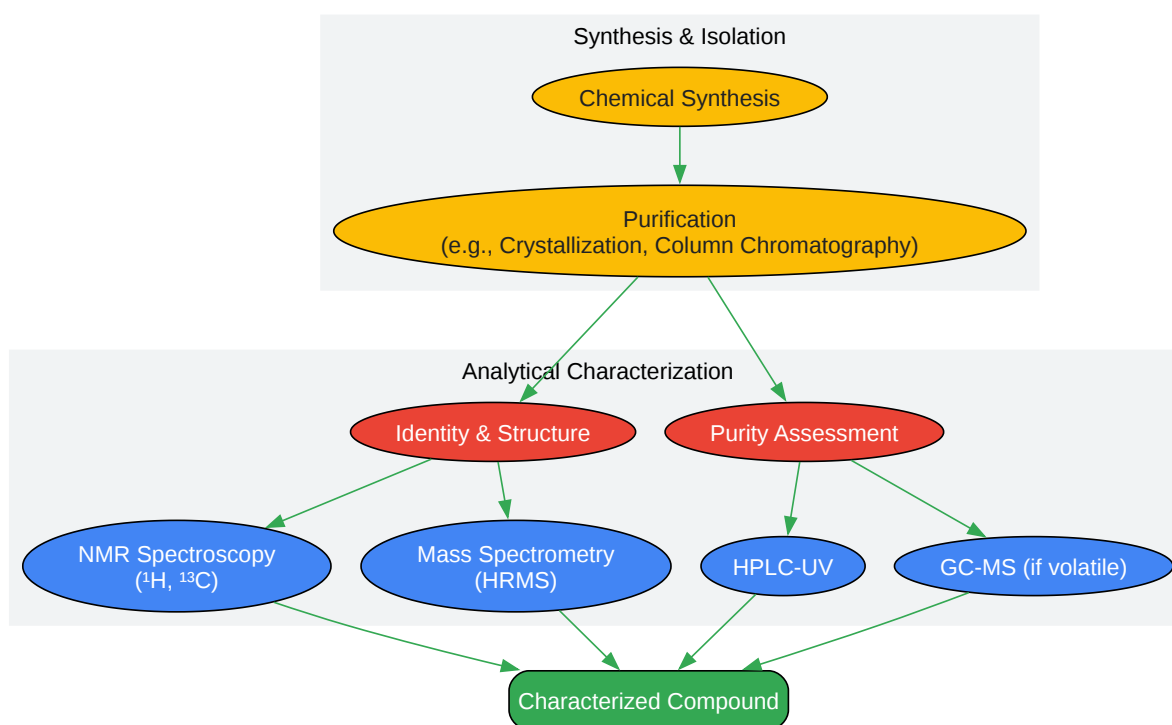 Synthesis & Isolation
Chemical Synthesis
Purification
(e.g., Crystallization, Column Chromatography)
Analytical Characterization
Identity & Structure
Purity Assessment
NMR Spectroscopy
(¹H, ¹³C)
Mass Spectrometry
(HRMS)
HPLC-UV
GC-MS (if volatile)
Characterized Compound